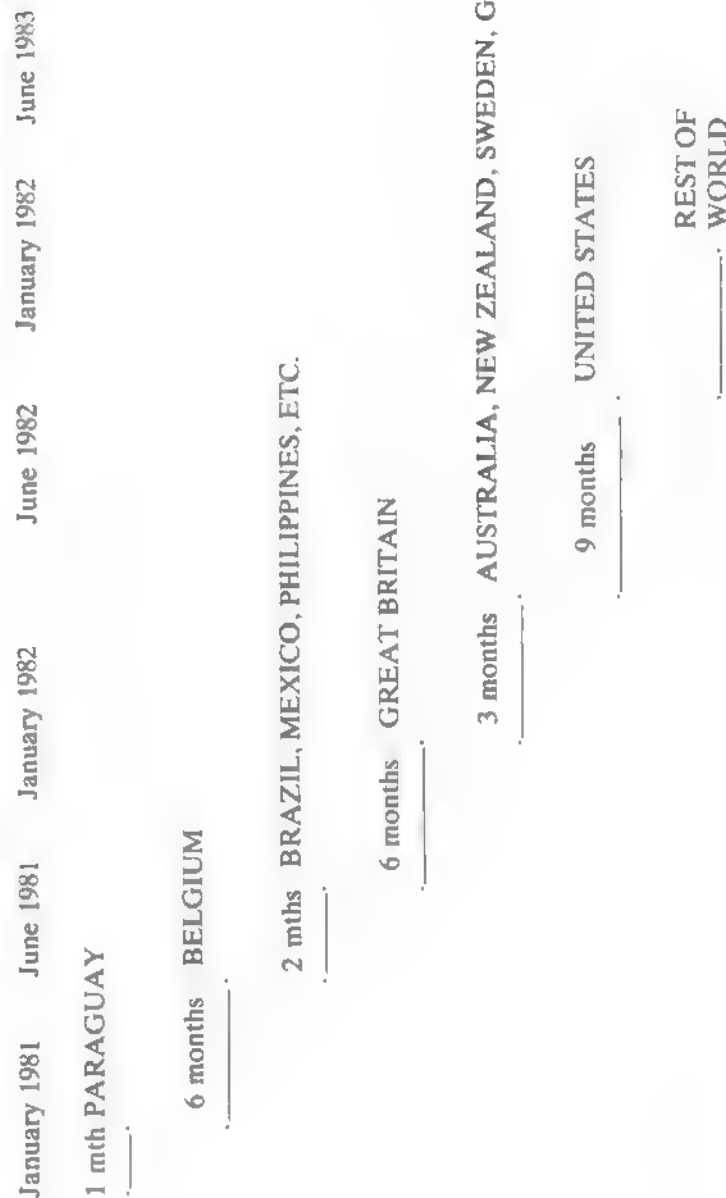 January 1981 June 1981 January 1982 June 1982 January 1982 June 1983
1 mth PARAGUAY
6 months BELGIUM
2 mths BRAZIL, MEXICO, PHILIPPINES, ETC.
6 months GREAT BRITAIN
3 months AUSTRALIA, NEW ZEALAND, SWEDEN, G
9 months UNITED STATES
REST OF
WORLD